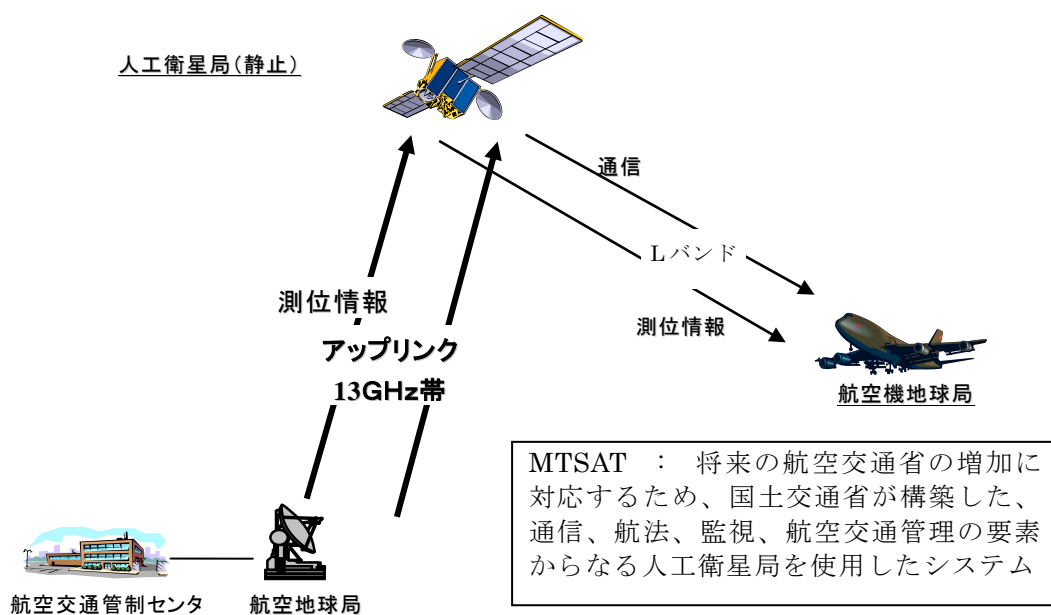 人工衛星局(静止)
通信
Lバンド
測位情報
測位情報
アップリンク
13GHz帯
航空機地球局
MTSAT ： 将来の航空交通省の増加に
対応するため、国土交通省が構築した、
通信、航法、監視、航空交通管理の要素
からなる人工衛星局を使用したシステム
航空交通管制センタ
航空地球局